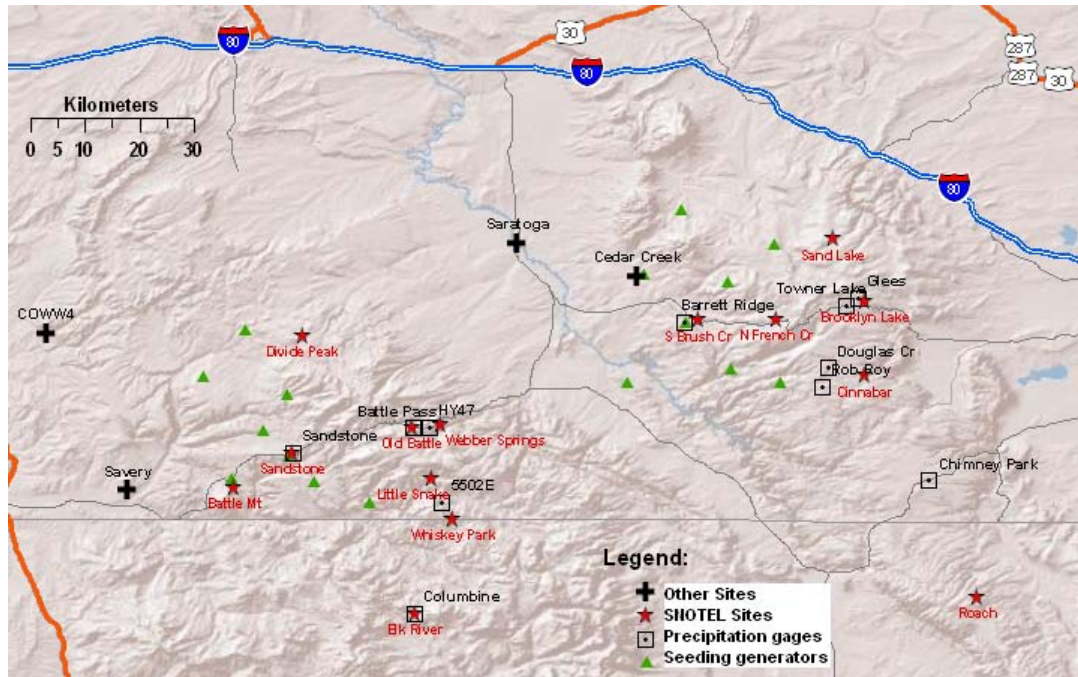 30
287
80
80
287 30
Kilometers
0 5 10 30
80
Saratoga
Sand Lake
Cedar Creek
Glees
Towner Lake
Barrett Ridge
Brooklyn Lake
COWW4
S Brush Cr
N French Cr
Divide Peak
Douglas Cr
Rob Roy
Cinnabar
Battle Pass
HY47
Old Battle
Webber Springs
Sandstone
Sandstone
Savery
Chimney Park
5502E
Little Snake
Battle Mt
Whiskey Park
Legend:
Other Sites
SNOTEL Sites
Precipitation gages
Seeding generators
Columbine
Elk River
Roach